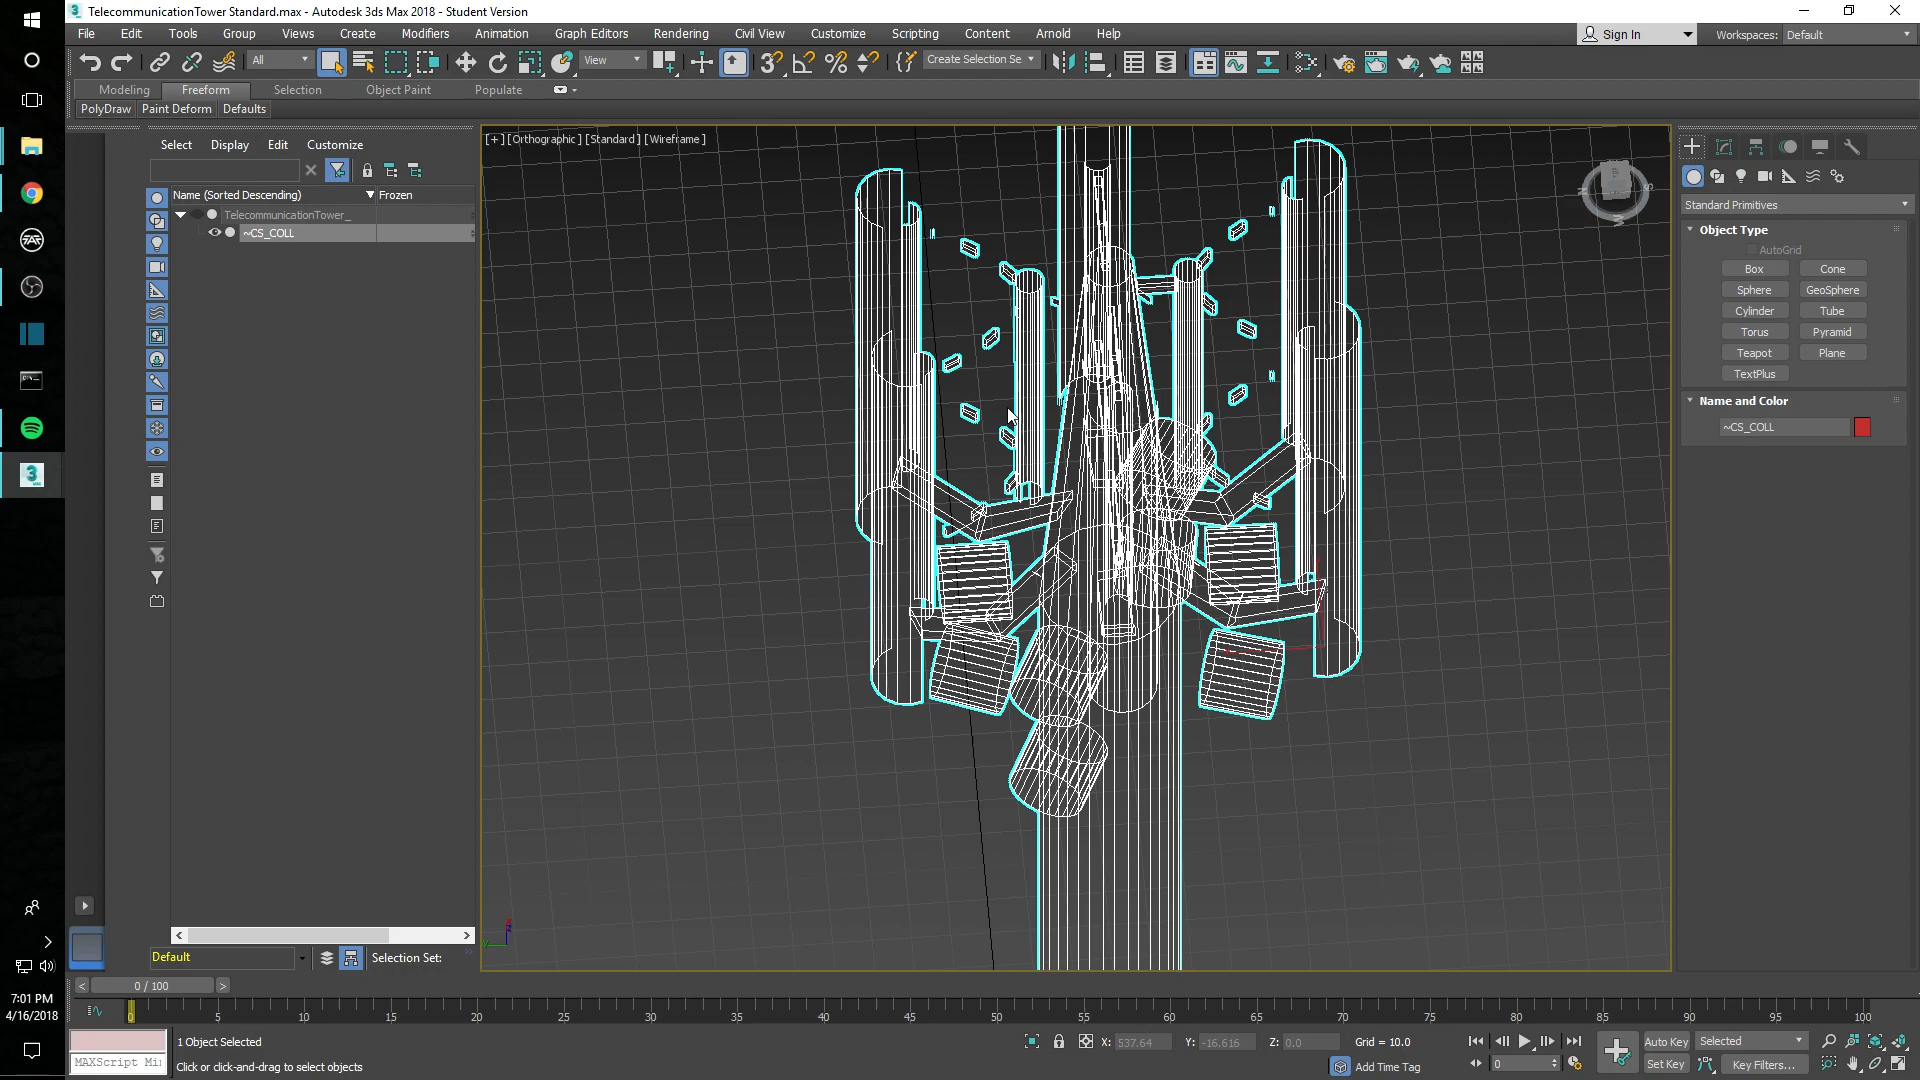 TelecommunicationTower Standard.max - Autodesk 3ds Max 2018 - Student Version
File Edit Tools Group Views Create Modifiers Animation Graph Editors Rendering Civil View Customize Scripting Content Arnold Help
Sign In Workspaces: Default
All View Create Selection Se
Modeling Freeform Selection Object Paint Populate
PolyDraw Paint Deform Defaults
Select Display Edit Customize
[+] [Orthographic] [Standard] [Wireframe]
Name (Sorted Descending) Frozen
TelecommunicationTower_
~CS_COLL
Standard Primitives
Object Type
AutoGrid
Box Cone
Sphere GeoSphere
Cylinder Tube
Torus Pyramid
Teapot Plane
TextPlus
Name and Color
~CS_COLL
Default Selection Set:
0 / 100
0 5 10 15 20 25 30 35 40 45 50 55 60 65 70 75 80 85 90 95 100
7:01 PM
4/16/2018
1 Object Selected
X: 537.64 Y: -16.616 Z: 0.0 Grid = 10.0
Auto Key Selected
MAXScript Mi
Click or click-and-drag to select objects
Add Time Tag
0
Set Key Key Filters...